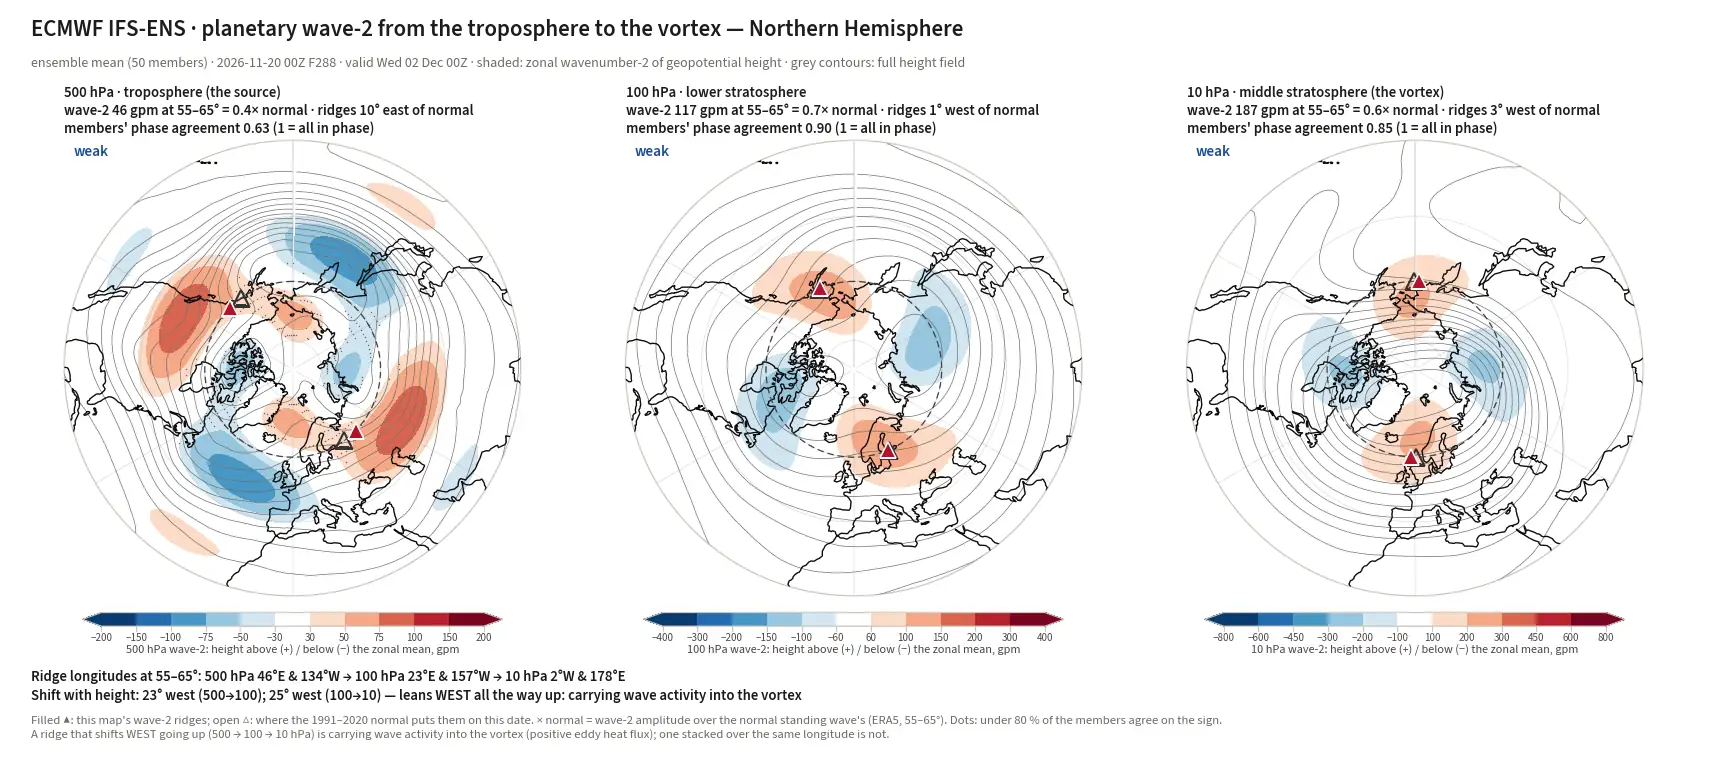 ECMWF IFS-ENS · planetary wave-2 from the troposphere to the vortex — Northern Hemisphere
ensemble mean (50 members) · 2026-11-20 00Z F288 · valid Wed 02 Dec 00Z · shaded: zonal wavenumber-2 of geopotential height · grey contours: full height field
500 hPa · troposphere (the source)
wave-2 46 gpm at 55–65° = 0.4× normal · ridges 10° east of normal
members' phase agreement 0.63 (1 = all in phase)
weak
100 hPa · lower stratosphere
wave-2 117 gpm at 55–65° = 0.7× normal · ridges 1° west of normal
members' phase agreement 0.90 (1 = all in phase)
weak
10 hPa · middle stratosphere (the vortex)
wave-2 187 gpm at 55–65° = 0.6× normal · ridges 3° west of normal
members' phase agreement 0.85 (1 = all in phase)
weak
−200 −150 −100 −75 −50 −30 30 50 75 100 150 200
500 hPa wave-2: height above (+) / below (−) the zonal mean, gpm
−400 −300 −200 −150 −100 −60 60 100 150 200 300 400
100 hPa wave-2: height above (+) / below (−) the zonal mean, gpm
−800 −600 −450 −300 −200 −100 100 200 300 450 600 800
10 hPa wave-2: height above (+) / below (−) the zonal mean, gpm
Ridge longitudes at 55–65°: 500 hPa 46°E & 134°W → 100 hPa 23°E & 157°W → 10 hPa 2°W & 178°E
Shift with height: 23° west (500→100); 25° west (100→10) — leans WEST all the way up: carrying wave activity into the vortex
Filled ▲: this map's wave-2 ridges; open △: where the 1991–2020 normal puts them on this date. × normal = wave-2 amplitude over the normal standing wave's (ERA5, 55–65°). Dots: under 80 % of the members agree on the sign.
A ridge that shifts WEST going up (500 → 100 → 10 hPa) is carrying wave activity into the vortex (positive eddy heat flux); one stacked over the same longitude is not.